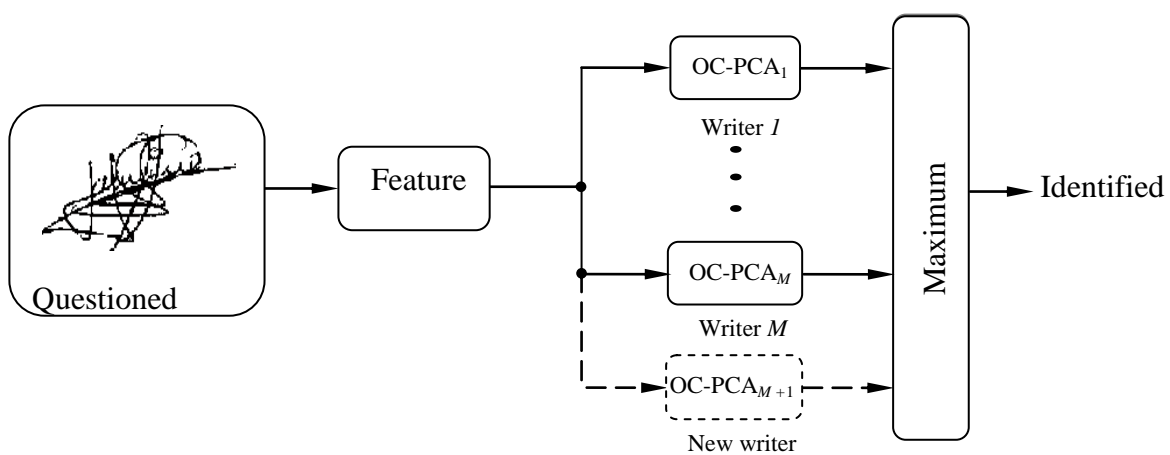 Questioned
Feature
OC-PCA1
Writer 1
OC-PCAM
Writer M
OC-PCAM+1
New writer
Maximum
Identified